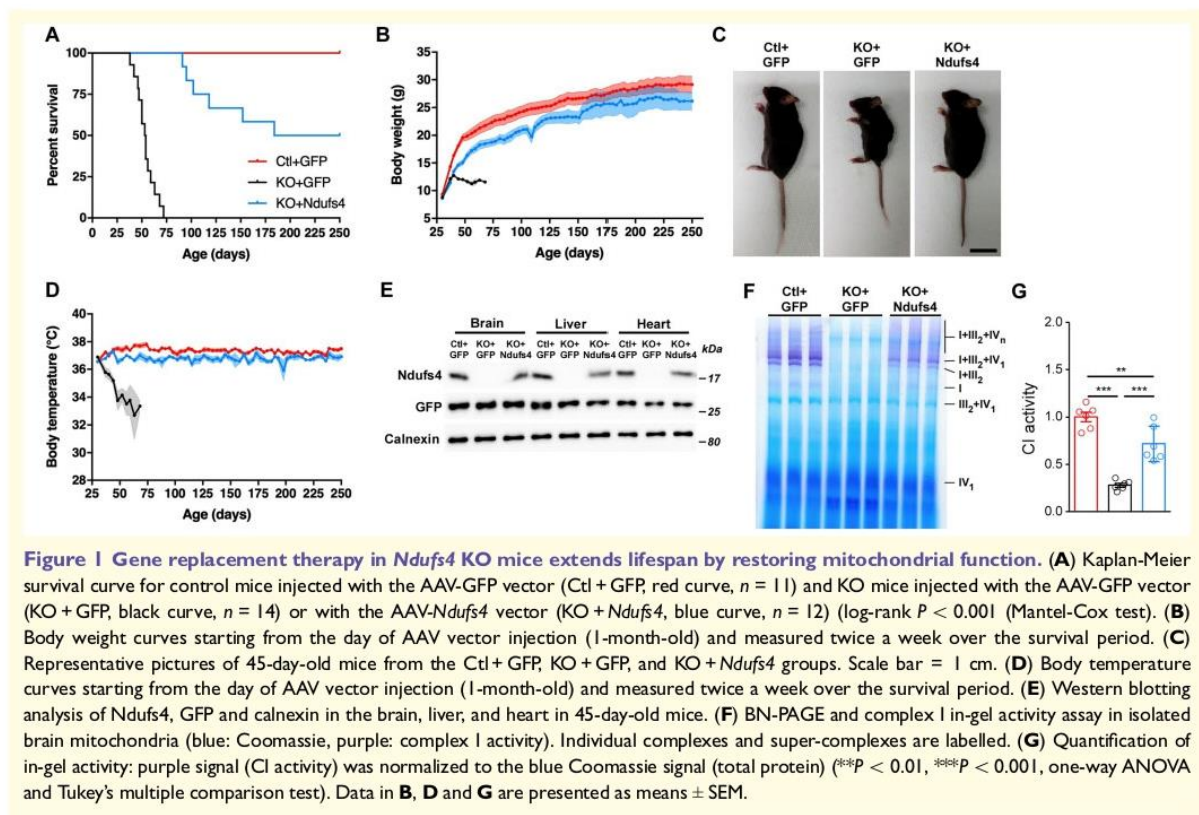 A
B
C
Percent survival
100
75
50
25
0
Ctl+GFP
KO+GFP
KO+Ndufs4
0 25 50 75 100 125 150 175 200 225 250
Age (days)
Body weight (g)
35
30
25
20
15
10
5
25 50 75 100 125 150 175 200 225 250
Age (days)
Ctl+ KO+ KO+
GFP GFP Ndufs4
D
E
F
G
Body temperature (°C)
40
38
36
34
32
30
28
25 50 75 100 125 150 175 200 225 250
Age (days)
Brain Liver Heart
Ctl+ KO+ KO+ Ctl+ KO+ KO+ Ctl+ KO+ KO+
GFP GFP Ndufs4 GFP GFP Ndufs4 GFP GFP Ndufs4
kDa
Ndufs4
–17
GFP
–25
Calnexin
–80
Ctl+ KO+ KO+
GFP GFP Ndufs4
I+III₂+IVₙ
I+III₂+IV₁
I+III₂
I
III₂+IV₁
IV₁
CI activity
2.0
1.5
1.0
0.5
0.0
**
*** ***
Figure 1 Gene replacement therapy in Ndufs4 KO mice extends lifespan by restoring mitochondrial function. (A) Kaplan-Meier
survival curve for control mice injected with the AAV-GFP vector (Ctl + GFP, red curve, n = 11) and KO mice injected with the AAV-GFP vector
(KO + GFP, black curve, n = 14) or with the AAV-Ndufs4 vector (KO + Ndufs4, blue curve, n = 12) (log-rank P < 0.001 (Mantel-Cox test). (B)
Body weight curves starting from the day of AAV vector injection (1-month-old) and measured twice a week over the survival period. (C)
Representative pictures of 45-day-old mice from the Ctl + GFP, KO + GFP, and KO + Ndufs4 groups. Scale bar = 1 cm. (D) Body temperature
curves starting from the day of AAV vector injection (1-month-old) and measured twice a week over the survival period. (E) Western blotting
analysis of Ndufs4, GFP and calnexin in the brain, liver, and heart in 45-day-old mice. (F) BN-PAGE and complex I in-gel activity assay in isolated
brain mitochondria (blue: Coomassie, purple: complex I activity). Individual complexes and super-complexes are labelled. (G) Quantification of
in-gel activity: purple signal (CI activity) was normalized to the blue Coomassie signal (total protein) (**P < 0.01, ***P < 0.001, one-way ANOVA
and Tukey's multiple comparison test). Data in B, D and G are presented as means ± SEM.